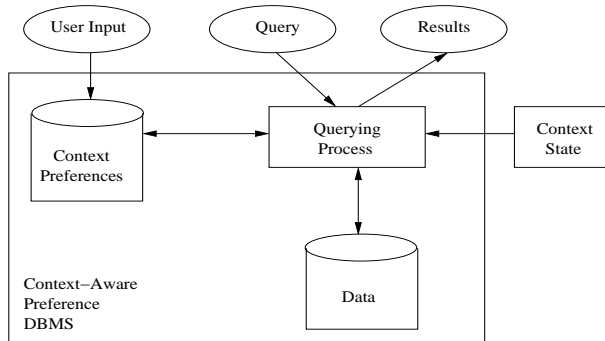 User Input
Query
Results
Context
Preferences
Querying
Process
Context
State
Data
Context-Aware
Preference
DBMS